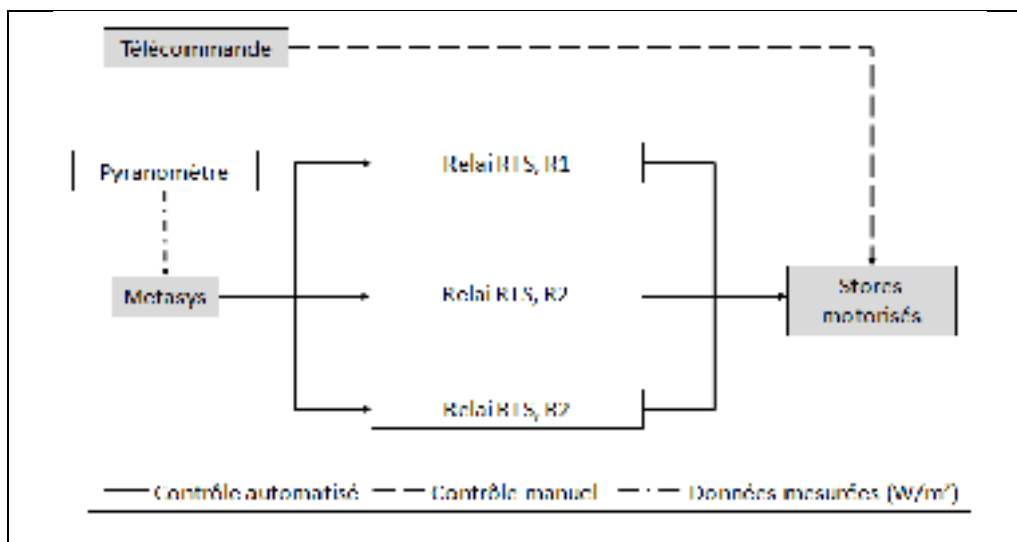 Télécommande
Pyranomètre
Relai RTS, R1
Metasys
Relai RTS, R2
Stores
motorisés
Relai RTS, R2
Contrôle automatisé
Contrôle manuel
Données mesurées (W/m²)